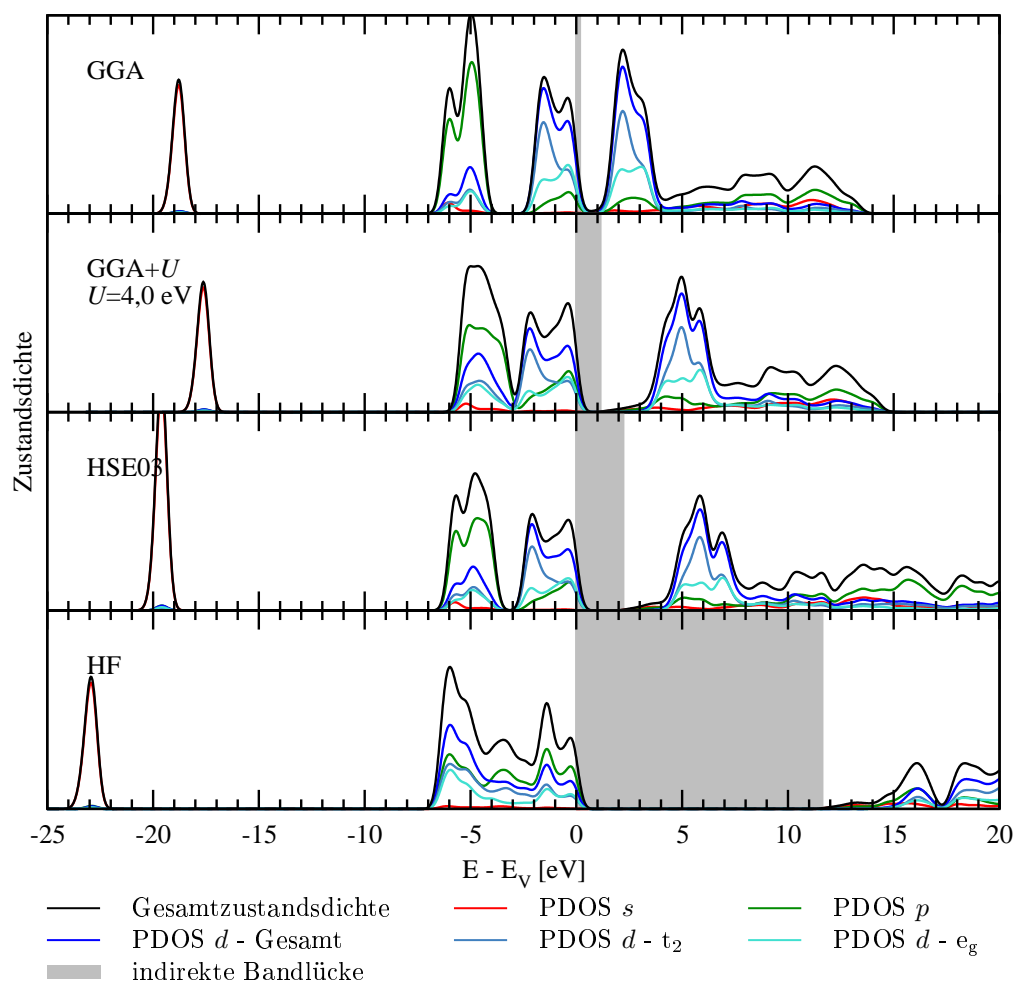 GGA
GGA+U
U=4,0 eV
HSE03
HF
Zustandsdichte
-25 -20 -15 -10 -5 0 5 10 15 20
E - E_V [eV]
Gesamtzustandsdichte PDOS s PDOS p
PDOS d - Gesamt PDOS d - t₂ PDOS d - e_g
indirekte Bandlücke